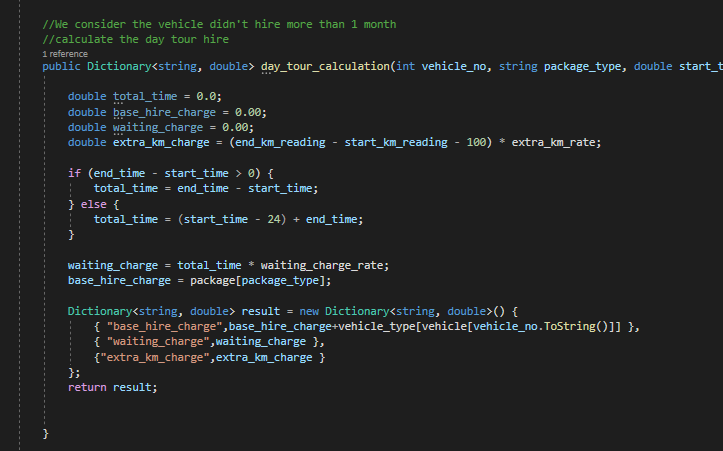 //We consider the vehicle didn't hire more than 1 month
//calculate the day tour hire
1 reference
public Dictionary<string, double> day_tour_calculation(int vehicle_no, string package_type, double start_t
double total_time = 0.0;
double base_hire_charge = 0.00;
double waiting_charge = 0.00;
double extra_km_charge = (end_km_reading - start_km_reading - 100) * extra_km_rate;
if (end_time - start_time > 0) {
total_time = end_time - start_time;
} else {
total_time = (start_time - 24) + end_time;
}
waiting_charge = total_time * waiting_charge_rate;
base_hire_charge = package[package_type];
Dictionary<string, double> result = new Dictionary<string, double>() {
{ "base_hire_charge",base_hire_charge+vehicle_type[vehicle[vehicle_no.ToString()]] },
{ "waiting_charge",waiting_charge },
{"extra_km_charge",extra_km_charge }
};
return result;
}